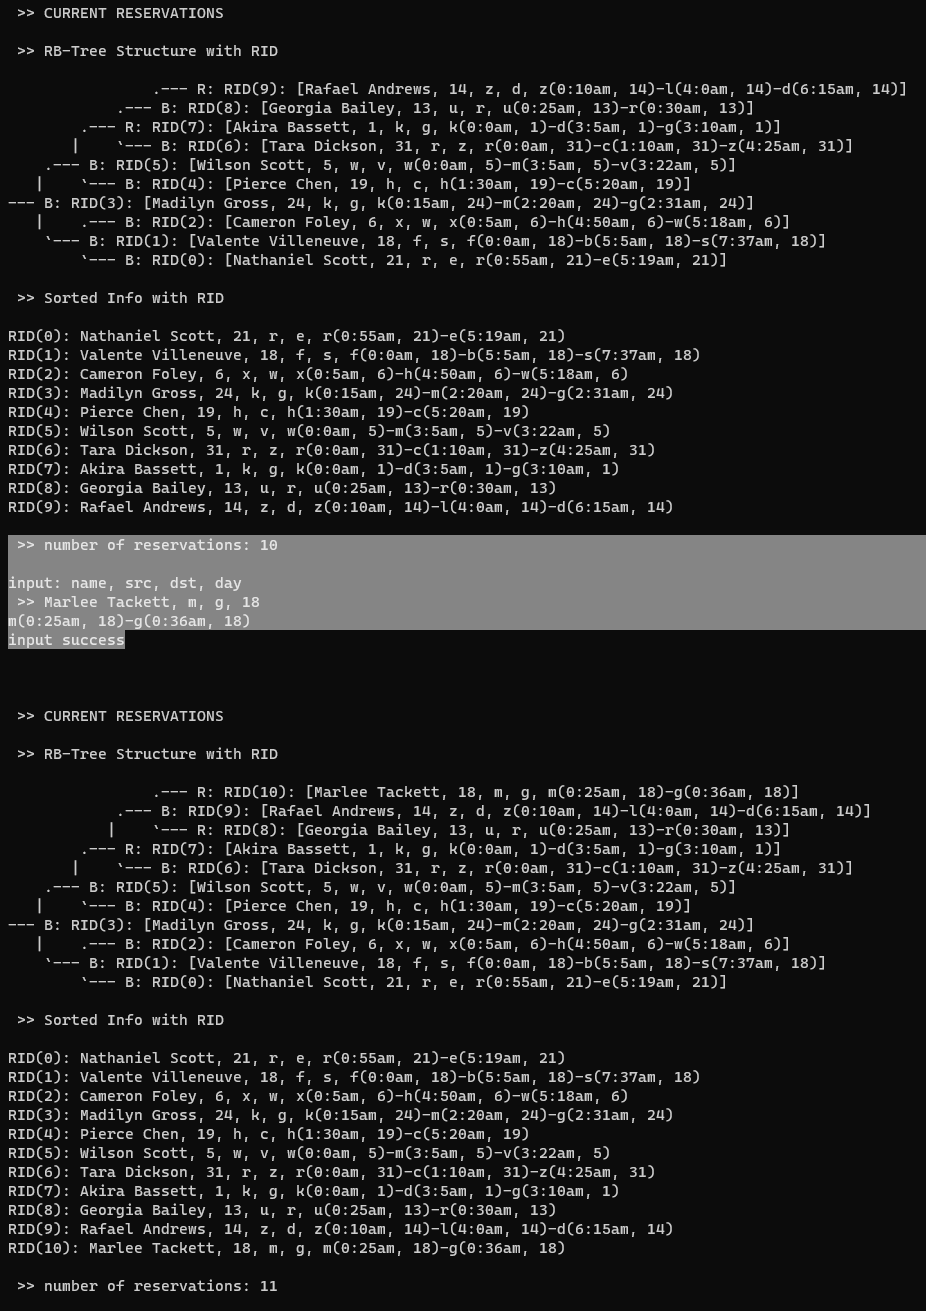 >> CURRENT RESERVATIONS
>> RB-Tree Structure with RID
.--- R: RID(9): [Rafael Andrews, 14, z, d, z(0:10am, 14)-l(4:0am, 14)-d(6:15am, 14)]
.--- B: RID(8): [Georgia Bailey, 13, u, r, u(0:25am, 13)-r(0:30am, 13)]
.--- R: RID(7): [Akira Bassett, 1, k, g, k(0:0am, 1)-d(3:5am, 1)-g(3:10am, 1)]
|    `--- B: RID(6): [Tara Dickson, 31, r, z, r(0:0am, 31)-c(1:10am, 31)-z(4:25am, 31)]
.--- B: RID(5): [Wilson Scott, 5, w, v, w(0:0am, 5)-m(3:5am, 5)-v(3:22am, 5)]
|    `--- B: RID(4): [Pierce Chen, 19, h, c, h(1:30am, 19)-c(5:20am, 19)]
--- B: RID(3): [Madilyn Gross, 24, k, g, k(0:15am, 24)-m(2:20am, 24)-g(2:31am, 24)]
|    .--- B: RID(2): [Cameron Foley, 6, x, w, x(0:5am, 6)-h(4:50am, 6)-w(5:18am, 6)]
`--- B: RID(1): [Valente Villeneuve, 18, f, s, f(0:0am, 18)-b(5:5am, 18)-s(7:37am, 18)]
`--- B: RID(0): [Nathaniel Scott, 21, r, e, r(0:55am, 21)-e(5:19am, 21)]
>> Sorted Info with RID
RID(0): Nathaniel Scott, 21, r, e, r(0:55am, 21)-e(5:19am, 21)
RID(1): Valente Villeneuve, 18, f, s, f(0:0am, 18)-b(5:5am, 18)-s(7:37am, 18)
RID(2): Cameron Foley, 6, x, w, x(0:5am, 6)-h(4:50am, 6)-w(5:18am, 6)
RID(3): Madilyn Gross, 24, k, g, k(0:15am, 24)-m(2:20am, 24)-g(2:31am, 24)
RID(4): Pierce Chen, 19, h, c, h(1:30am, 19)-c(5:20am, 19)
RID(5): Wilson Scott, 5, w, v, w(0:0am, 5)-m(3:5am, 5)-v(3:22am, 5)
RID(6): Tara Dickson, 31, r, z, r(0:0am, 31)-c(1:10am, 31)-z(4:25am, 31)
RID(7): Akira Bassett, 1, k, g, k(0:0am, 1)-d(3:5am, 1)-g(3:10am, 1)
RID(8): Georgia Bailey, 13, u, r, u(0:25am, 13)-r(0:30am, 13)
RID(9): Rafael Andrews, 14, z, d, z(0:10am, 14)-l(4:0am, 14)-d(6:15am, 14)
>> number of reservations: 10
input: name, src, dst, day
>> Marlee Tackett, m, g, 18
m(0:25am, 18)-g(0:36am, 18)
input success
>> CURRENT RESERVATIONS
>> RB-Tree Structure with RID
.--- R: RID(10): [Marlee Tackett, 18, m, g, m(0:25am, 18)-g(0:36am, 18)]
.--- B: RID(9): [Rafael Andrews, 14, z, d, z(0:10am, 14)-l(4:0am, 14)-d(6:15am, 14)]
|    `--- R: RID(8): [Georgia Bailey, 13, u, r, u(0:25am, 13)-r(0:30am, 13)]
.--- R: RID(7): [Akira Bassett, 1, k, g, k(0:0am, 1)-d(3:5am, 1)-g(3:10am, 1)]
|    `--- B: RID(6): [Tara Dickson, 31, r, z, r(0:0am, 31)-c(1:10am, 31)-z(4:25am, 31)]
.--- B: RID(5): [Wilson Scott, 5, w, v, w(0:0am, 5)-m(3:5am, 5)-v(3:22am, 5)]
|    `--- B: RID(4): [Pierce Chen, 19, h, c, h(1:30am, 19)-c(5:20am, 19)]
--- B: RID(3): [Madilyn Gross, 24, k, g, k(0:15am, 24)-m(2:20am, 24)-g(2:31am, 24)]
|    .--- B: RID(2): [Cameron Foley, 6, x, w, x(0:5am, 6)-h(4:50am, 6)-w(5:18am, 6)]
`--- B: RID(1): [Valente Villeneuve, 18, f, s, f(0:0am, 18)-b(5:5am, 18)-s(7:37am, 18)]
`--- B: RID(0): [Nathaniel Scott, 21, r, e, r(0:55am, 21)-e(5:19am, 21)]
>> Sorted Info with RID
RID(0): Nathaniel Scott, 21, r, e, r(0:55am, 21)-e(5:19am, 21)
RID(1): Valente Villeneuve, 18, f, s, f(0:0am, 18)-b(5:5am, 18)-s(7:37am, 18)
RID(2): Cameron Foley, 6, x, w, x(0:5am, 6)-h(4:50am, 6)-w(5:18am, 6)
RID(3): Madilyn Gross, 24, k, g, k(0:15am, 24)-m(2:20am, 24)-g(2:31am, 24)
RID(4): Pierce Chen, 19, h, c, h(1:30am, 19)-c(5:20am, 19)
RID(5): Wilson Scott, 5, w, v, w(0:0am, 5)-m(3:5am, 5)-v(3:22am, 5)
RID(6): Tara Dickson, 31, r, z, r(0:0am, 31)-c(1:10am, 31)-z(4:25am, 31)
RID(7): Akira Bassett, 1, k, g, k(0:0am, 1)-d(3:5am, 1)-g(3:10am, 1)
RID(8): Georgia Bailey, 13, u, r, u(0:25am, 13)-r(0:30am, 13)
RID(9): Rafael Andrews, 14, z, d, z(0:10am, 14)-l(4:0am, 14)-d(6:15am, 14)
RID(10): Marlee Tackett, 18, m, g, m(0:25am, 18)-g(0:36am, 18)
>> number of reservations: 11